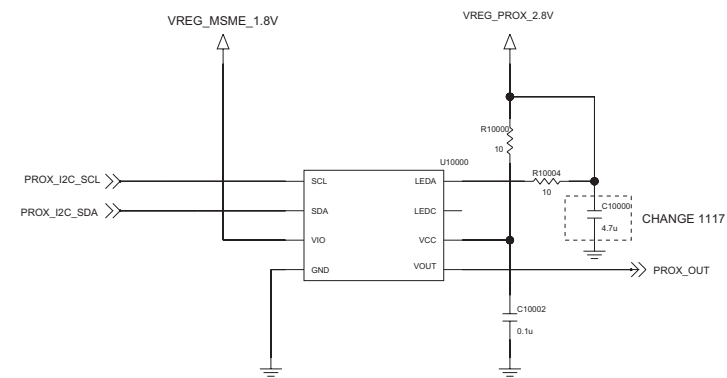 VREG_MSME_1.8V
VREG_PROX_2.8V
R10000
10
U10000
R10004
10
PROX_I2C_SCL
SCL
LEDA
C10000
4.7u
CHANGE 1117
PROX_I2C_SDA
SDA
LEDC
VIO
VCC
GND
VOUT
PROX_OUT
C10002
0.1u